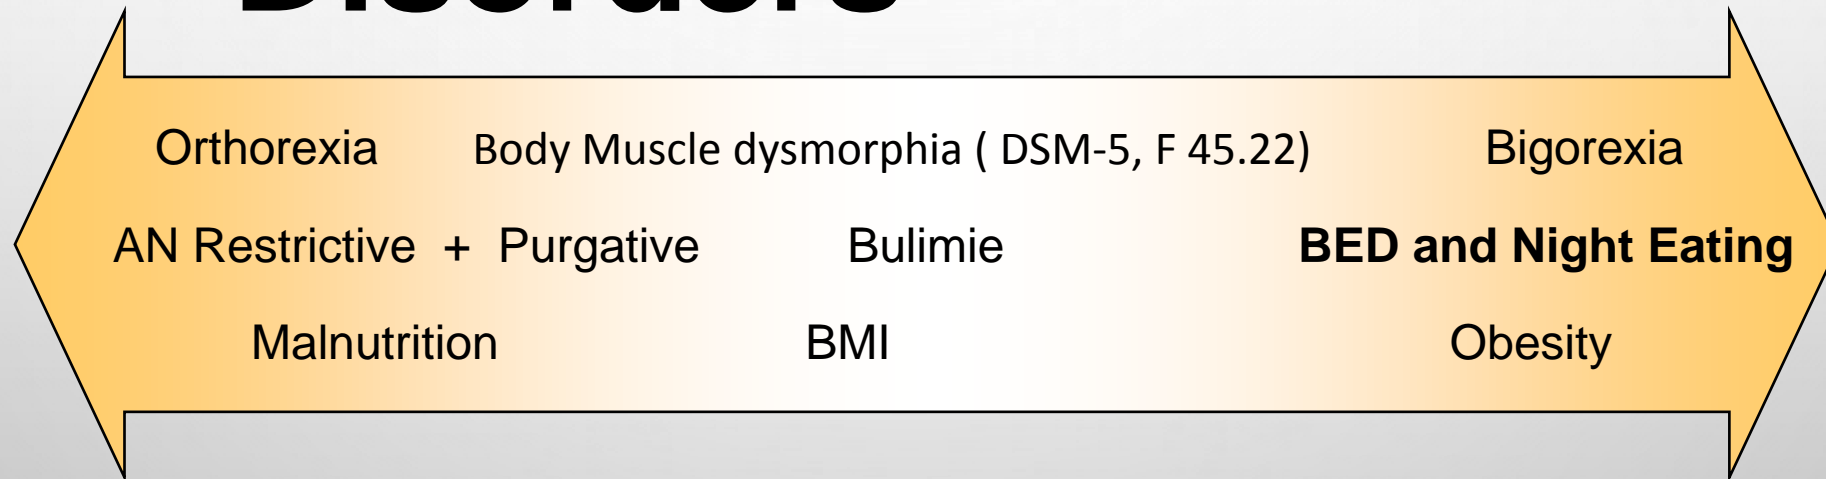 Disorders
Orthorexia Body Muscle dysmorphia ( DSM-5, F 45.22) Bigorexia
AN Restrictive + Purgative Bulimie BED and Night Eating
Malnutrition BMI Obesity